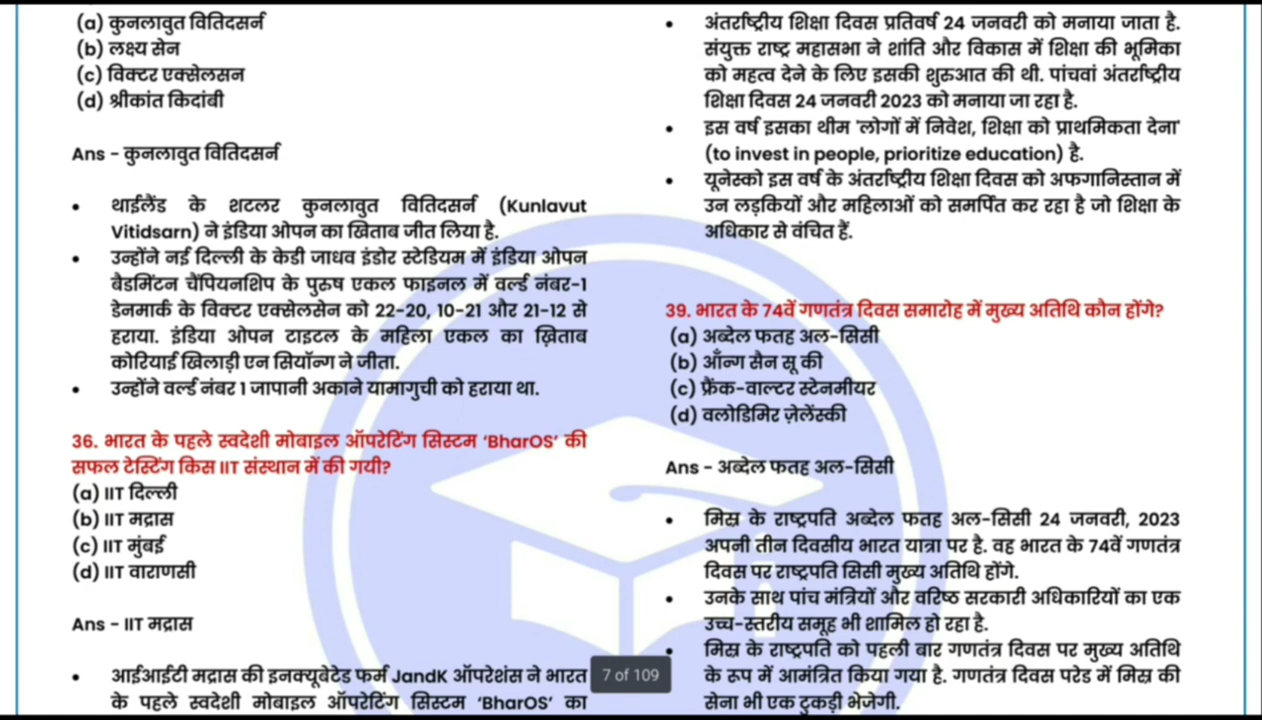 (a) कुनलावुत वितिदसर्न
(b) लक्ष्य सेन
(c) विक्टर एक्सेलसन
(d) श्रीकांत किदांबी
Ans - कुनलावुत वितिदसर्न
• थाईलैंड के शटलर कुनलावुत वितिदसर्न (Kunlavut
Vitidsarn) ने इंडिया ओपन का खिताब जीत लिया है.
• उन्होंने नई दिल्ली के केडी जाधव इंडोर स्टेडियम में इंडिया ओपन
बैडमिंटन चैंपियनशिप के पुरुष एकल फाइनल में वर्ल्ड नंबर-1
डेनमार्क के विक्टर एक्सेलसेन को 22-20, 10-21 और 21-12 से
हराया. इंडिया ओपन टाइटल के महिला एकल का ख़िताब
कोरियाई खिलाड़ी एन सियॉन्ग ने जीता.
• उन्होंने वर्ल्ड नंबर 1 जापानी अकाने यामागुची को हराया था.
36. भारत के पहले स्वदेशी मोबाइल ऑपरेटिंग सिस्टम ‘BharOS’ की
सफल टेस्टिंग किस IIT संस्थान में की गयी?
(a) IIT दिल्ली
(b) IIT मद्रास
(c) IIT मुंबई
(d) IIT वाराणसी
Ans - IIT मद्रास
• आईआईटी मद्रास की इनक्यूबेटेड फर्म JandK ऑपरेशंस ने भारत
के पहले स्वदेशी मोबाइल ऑपरेटिंग सिस्टम ‘BharOS’ का
• अंतर्राष्ट्रीय शिक्षा दिवस प्रतिवर्ष 24 जनवरी को मनाया जाता है.
संयुक्त राष्ट्र महासभा ने शांति और विकास में शिक्षा की भूमिका
को महत्व देने के लिए इसकी शुरुआत की थी. पांचवां अंतर्राष्ट्रीय
शिक्षा दिवस 24 जनवरी 2023 को मनाया जा रहा है.
• इस वर्ष इसका थीम 'लोगों में निवेश, शिक्षा को प्राथमिकता देना'
(to invest in people, prioritize education) है.
• यूनेस्को इस वर्ष के अंतर्राष्ट्रीय शिक्षा दिवस को अफगानिस्तान में
उन लड़कियों और महिलाओं को समर्पित कर रहा है जो शिक्षा के
अधिकार से वंचित हैं.
39. भारत के 74वें गणतंत्र दिवस समारोह में मुख्य अतिथि कौन होंगे?
(a) अब्देल फतह अल-सिसी
(b) ऑन्ग सैन सू की
(c) फ्रैंक-वाल्टर स्टेनमीयर
(d) वलोडिमिर ज़ेलेंस्की
Ans - अब्देल फतह अल-सिसी
• मिस्र के राष्ट्रपति अब्देल फतह अल-सिसी 24 जनवरी, 2023
अपनी तीन दिवसीय भारत यात्रा पर है. वह भारत के 74वें गणतंत्र
दिवस पर राष्ट्रपति सिसी मुख्य अतिथि होंगे.
• उनके साथ पांच मंत्रियों और वरिष्ठ सरकारी अधिकारियों का एक
उच्च-स्तरीय समूह भी शामिल हो रहा है.
• मिस्र के राष्ट्रपति को पहली बार गणतंत्र दिवस पर मुख्य अतिथि
के रूप में आमंत्रित किया गया है. गणतंत्र दिवस परेड में मिस्र की
सेना भी एक टुकड़ी भेजेगी.
7 of 109